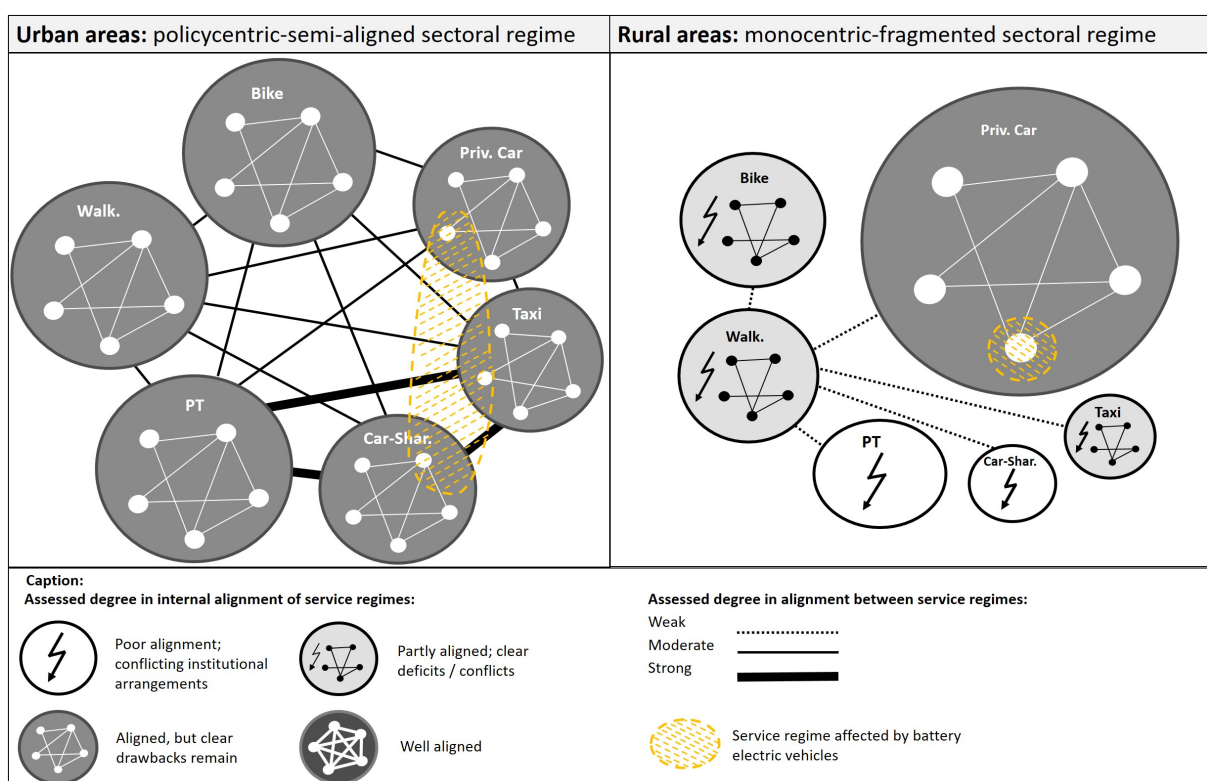 Urban areas: policycentric-semi-aligned sectoral regime
Rural areas: monocentric-fragmented sectoral regime
Bike
Priv. Car
Walk.
Taxi
PT
Car-Shar.
Priv. Car
Bike
Walk.
Taxi
PT
Car-Shar.
Caption:
Assessed degree in internal alignment of service regimes:
Poor alignment;
conflicting institutional
arrangements
Partly aligned; clear
deficits / conflicts
Aligned, but clear
drawbacks remain
Well aligned
Assessed degree in alignment between service regimes:
Weak
Moderate
Strong
Service regime affected by battery
electric vehicles